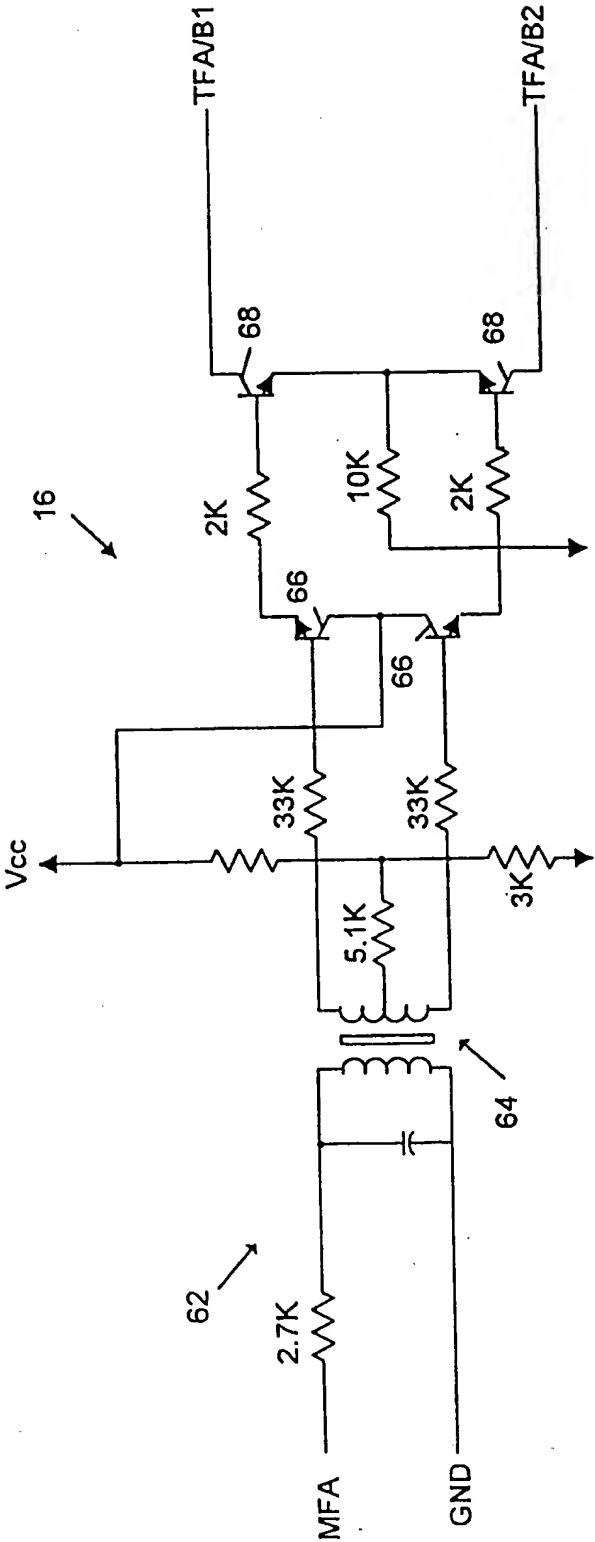 16
TFA/B1
68
2K
66
Vcc
33K
10K
5.1K
66
68
2K
33K
3K
TFA/B2
62
2.7K
MFA
GND
64